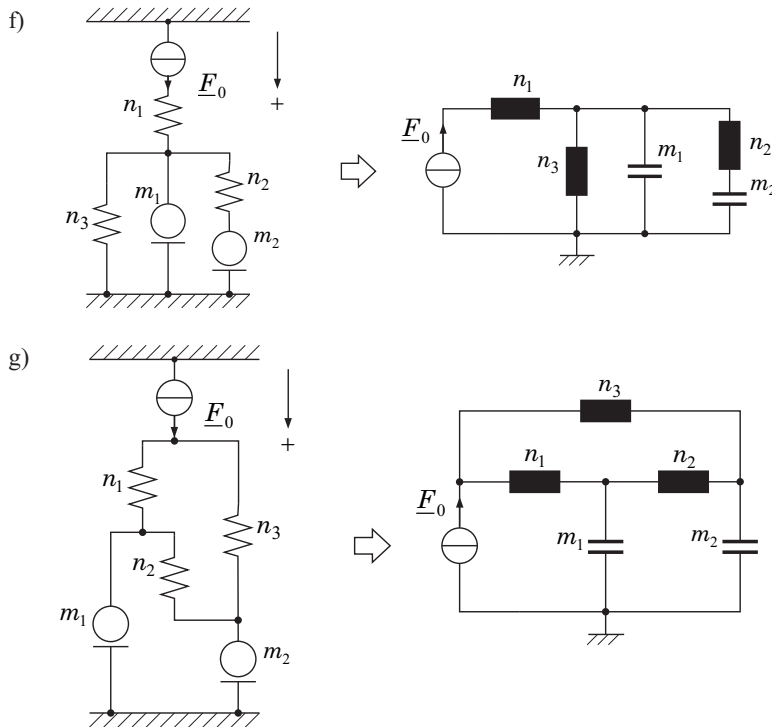 f)
F₀
+
n₁
n₃
m₁
n₂
m₂
F₀
n₁
n₃
m₁
n₂
m₂
g)
F₀
+
n₁
n₃
n₂
m₁
m₂
n₃
n₁
n₂
F₀
m₁
m₂